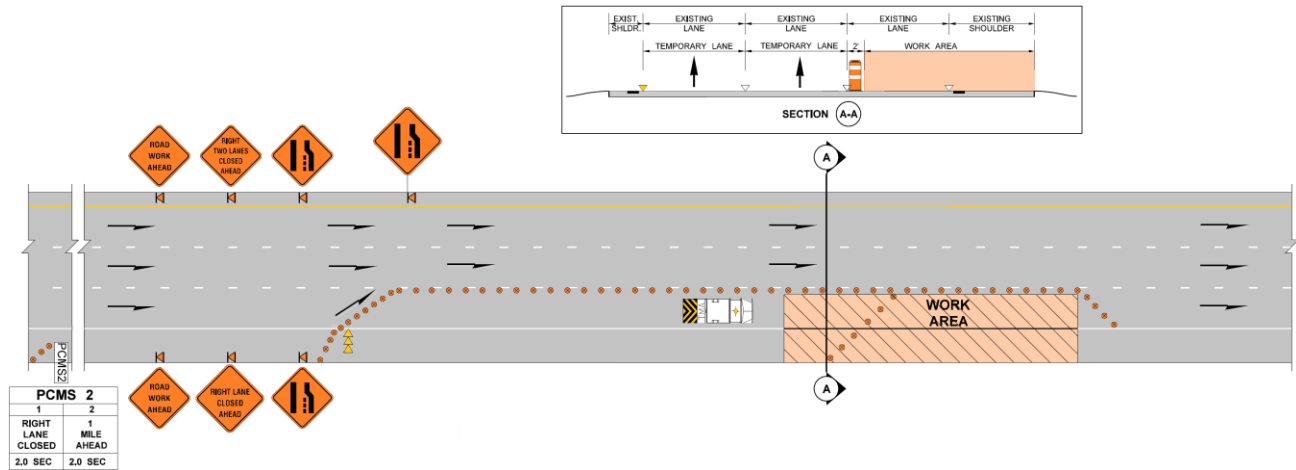 EXIST. EXISTING EXISTING EXISTING EXISTING
SHLDR. LANE LANE LANE SHOULDER
TEMPORARY LANE TEMPORARY LANE 2' WORK AREA
SECTION A-A
ROAD
WORK
AHEAD
RIGHT
TWO LANES
CLOSED
AHEAD
A
TMA
WORK
AREA
PCMS2
ROAD
WORK
AHEAD
RIGHT LANE
CLOSED
AHEAD
A
PCMS 2
1 2
RIGHT 1
LANE MILE
CLOSED AHEAD
2.0 SEC 2.0 SEC